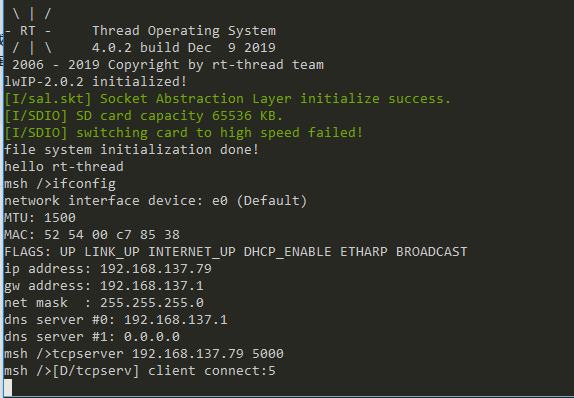 \ | /
- RT -     Thread Operating System
/ | \     4.0.2 build Dec  9 2019
2006 - 2019 Copyright by rt-thread team
lwIP-2.0.2 initialized!
[I/sal.skt] Socket Abstraction Layer initialize success.
[I/SDIO] SD card capacity 65536 KB.
[I/SDIO] switching card to high speed failed!
file system initialization done!
hello rt-thread
msh />ifconfig
network interface device: e0 (Default)
MTU: 1500
MAC: 52 54 00 c7 85 38
FLAGS: UP LINK_UP INTERNET_UP DHCP_ENABLE ETHARP BROADCAST
ip address: 192.168.137.79
gw address: 192.168.137.1
net mask  : 255.255.255.0
dns server #0: 192.168.137.1
dns server #1: 0.0.0.0
msh />tcpserver 192.168.137.79 5000
msh />[D/tcpserv] client connect:5